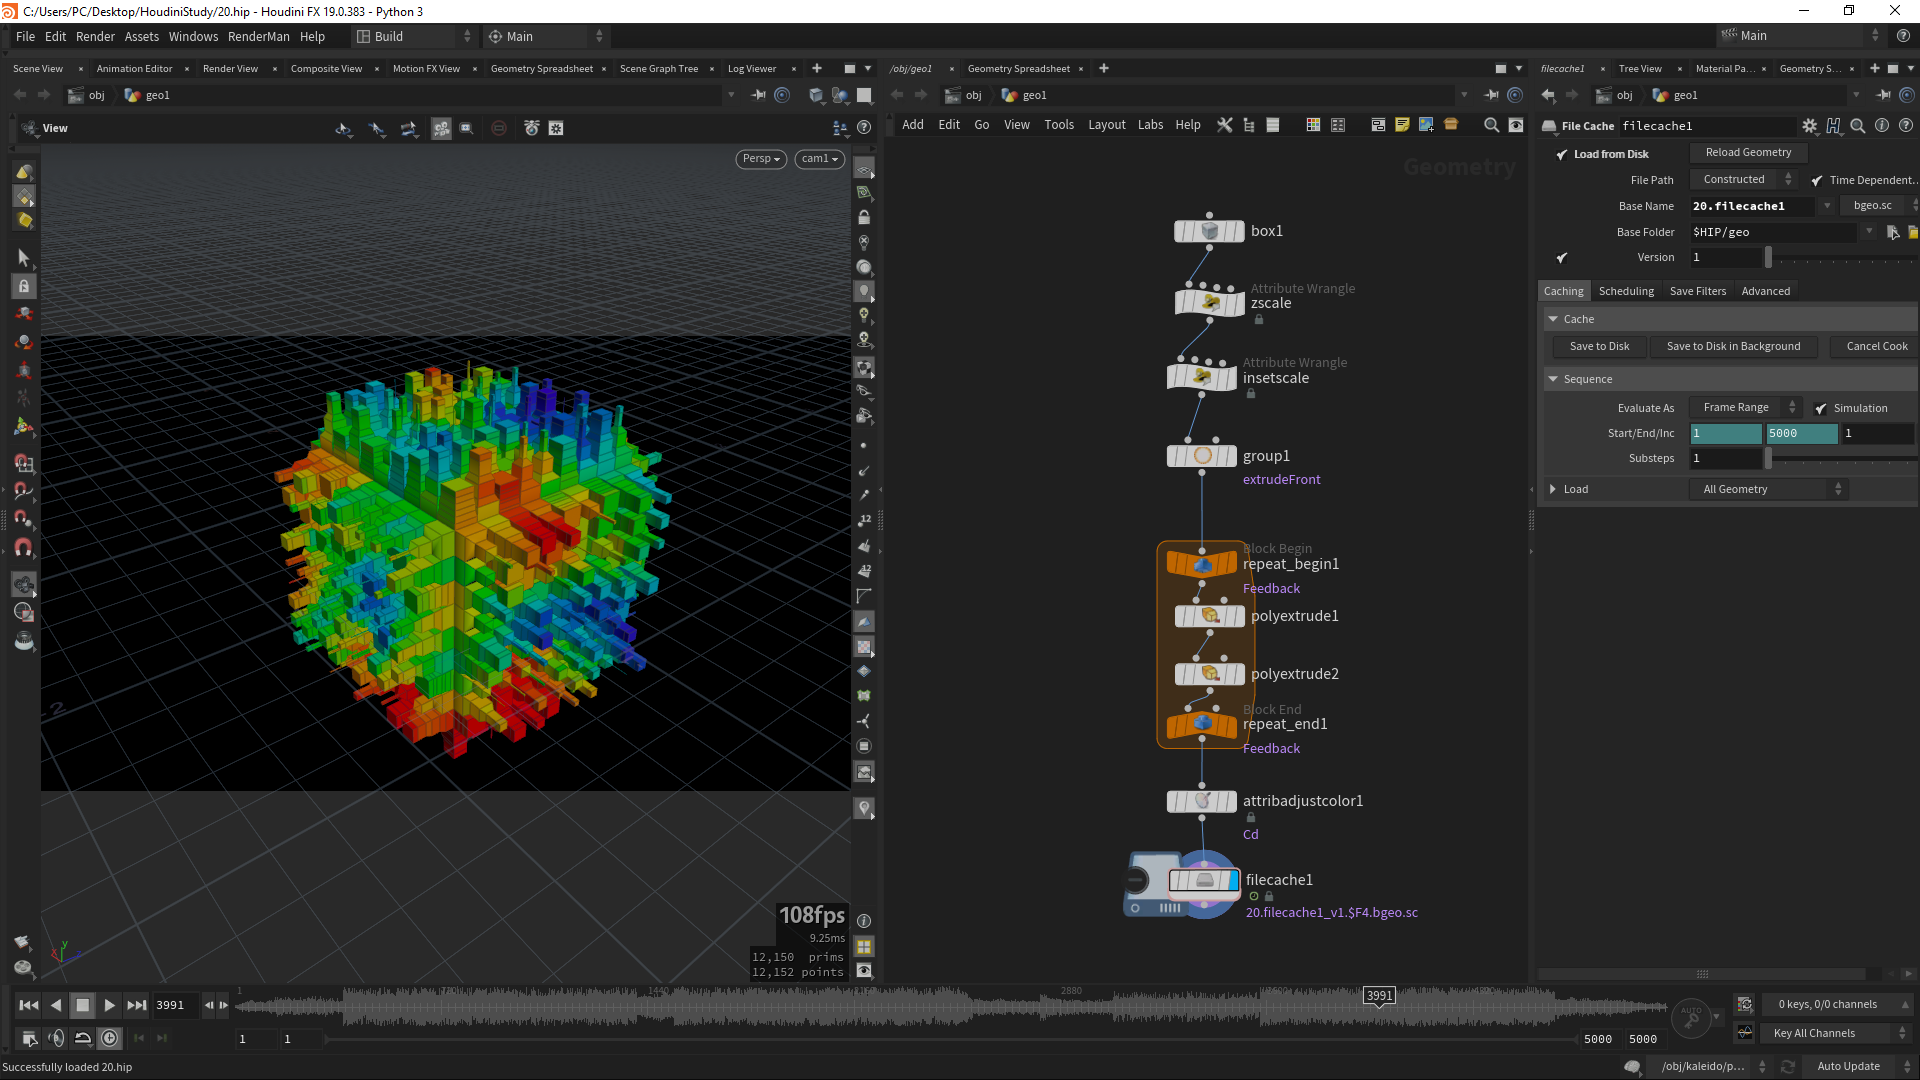 C:/Users/PC/Desktop/HoudiniStudy/20.hip - Houdini FX 19.0.383 - Python 3
File Edit Render Assets Windows RenderMan Help Build Main Main
Scene View Animation Editor Render View Composite View Motion FX View Geometry Spreadsheet Scene Graph Tree Log Viewer
/obj/geo1 Geometry Spreadsheet
filecache1 Tree View Material Pa... Geometry S...
obj geo1
obj geo1
obj geo1
View
Persp cam1
108fps
9.25ms
12,150 prims
12,152 points
Add Edit Go View Tools Layout Labs Help
Geometry
box1
Attribute Wrangle
zscale
Attribute Wrangle
insetscale
group1
extrudeFront
Block Begin
repeat_begin1
Feedback
polyextrude1
polyextrude2
Block End
repeat_end1
Feedback
attribadjustcolor1
Cd
filecache1
20.filecache1_v1.$F4.bgeo.sc
File Cache filecache1
Load from Disk Reload Geometry
File Path Constructed Time Dependent..
Base Name 20.filecache1 bgeo.sc
Base Folder $HIP/geo
Version 1
Caching Scheduling Save Filters Advanced
Cache
Save to Disk Save to Disk in Background Cancel Cook
Sequence
Evaluate As Frame Range Simulation
Start/End/Inc 1 5000 1
Substeps 1
Load All Geometry
3991 1 1440 2880 3991
AUTO
0 keys, 0/0 channels
1 1 5000 5000
Key All Channels
Successfully loaded 20.hip
/obj/kaleido/p... Auto Update